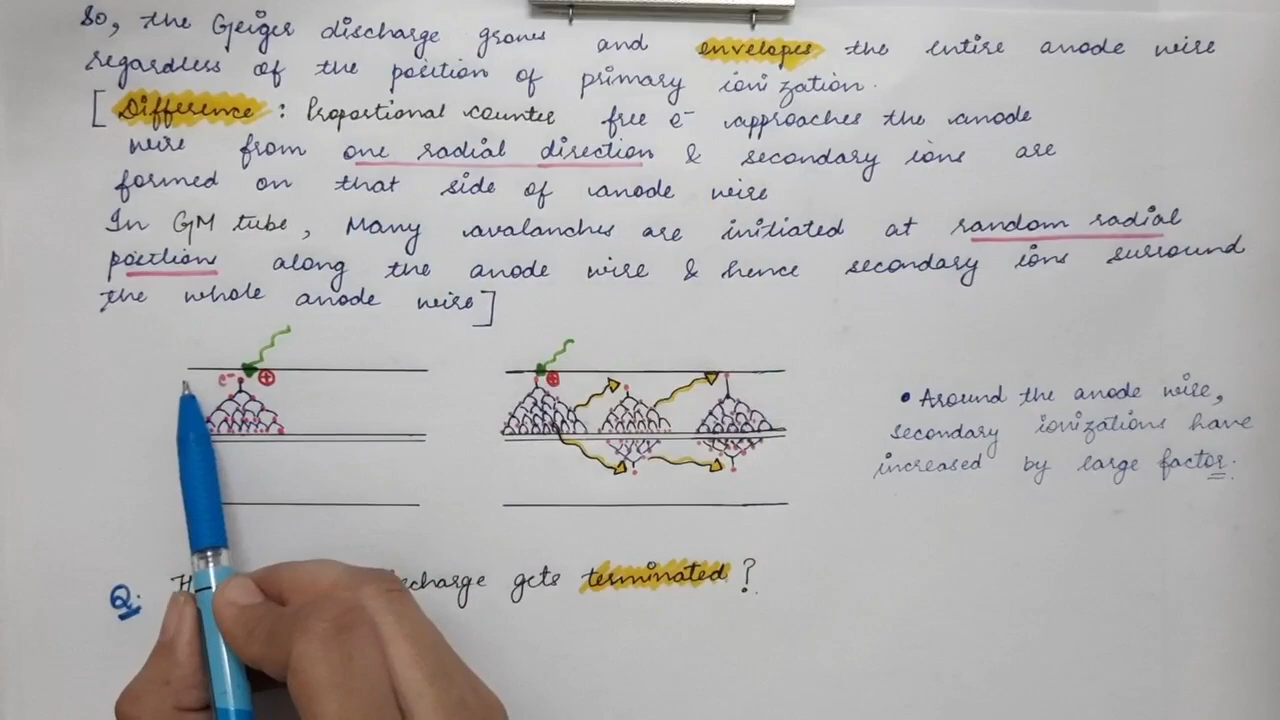 So, the Geiger discharge grows and envelopes the entire anode wire
regardless of the position of primary ionization.
[Difference : Proportional counter free e⁻ approaches the anode
wire from one radial direction & secondary ions are
formed on that side of anode wire
In GM tube, Many avalanches are initiated at random radial
positions along the anode wire & hence secondary ions surround
the whole anode wire]
e⁻ ⊕
⊕
• Around the anode wire,
secondary ionizations have
increased by large factor.
Q. gets terminated ?